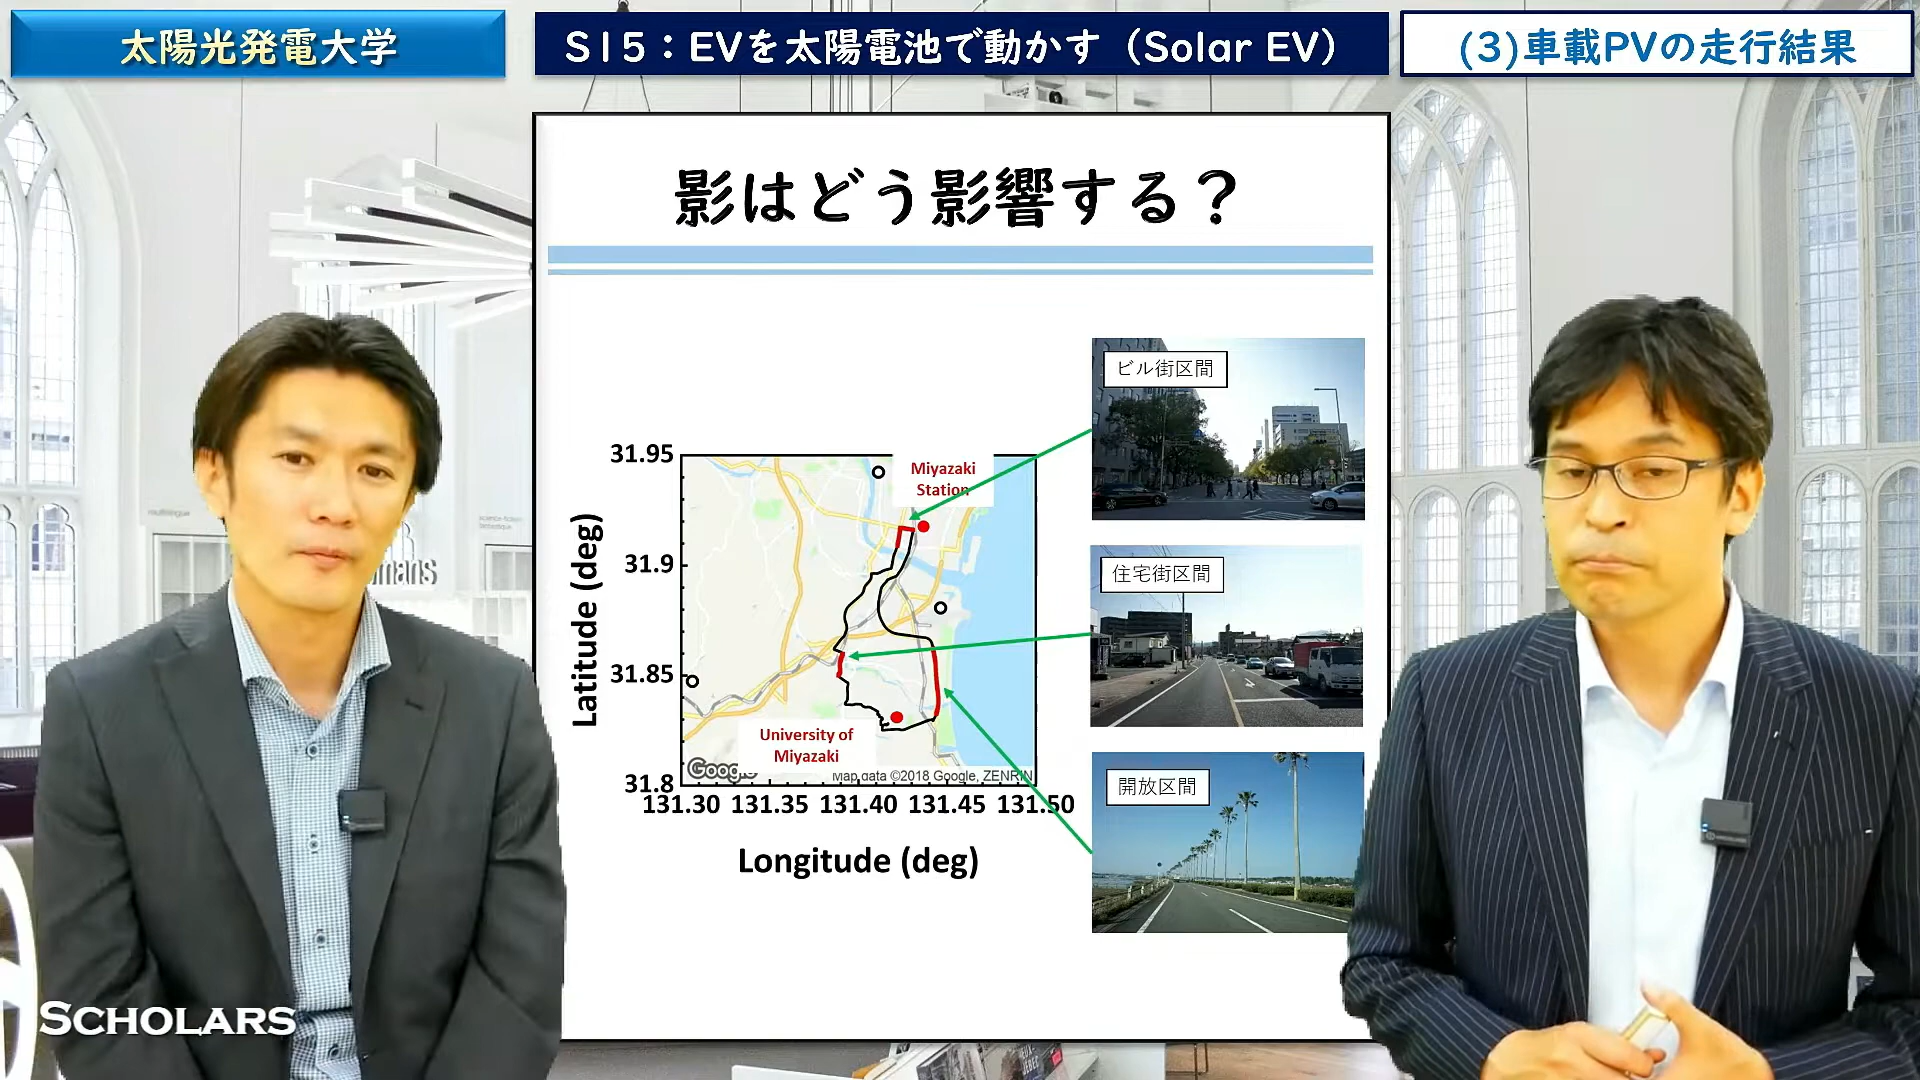 太陽光発電大学
S15：EVを太陽電池で動かす（Solar EV）
(3)車載PVの走行結果
影はどう影響する？
ビル街区間
住宅街区間
開放区間
31.95
31.9
31.85
31.8
Latitude (deg)
Miyazaki
Station
University of
Miyazaki
Map data ©2018 Google, ZENRIN
131.30 131.35 131.40 131.45 131.50
Longitude (deg)
SCHOLARS